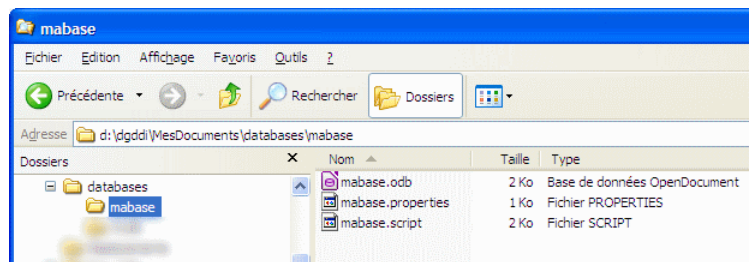 mabase
Fichier Edition Affichage Favoris Outils ?
Précédente Rechercher Dossiers
Adresse d:\dgddi\MesDocuments\databases\mabase
Dossiers X Nom Taille Type
databases
mabase
mabase.odb 2 Ko Base de données OpenDocument
mabase.properties 1 Ko Fichier PROPERTIES
mabase.script 2 Ko Fichier SCRIPT